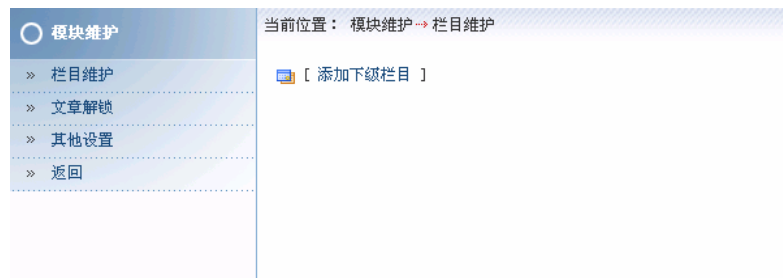 模块维护
» 栏目维护
» 文章解锁
» 其他设置
» 返回
当前位置： 模块维护⇢栏目维护
[ 添加下级栏目 ]